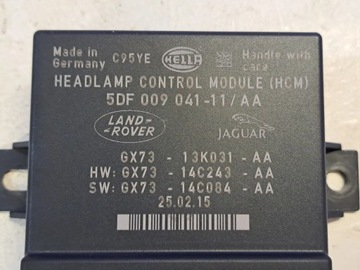 Made in
Germany
C95YE
HELLA
Handle with
care
HEADLAMP CONTROL MODULE (HCM)
5DF 009 041-11/AA
LAND-
ROVER
JAGUAR
GX73 - 13K031 - AA
HW: GX73 - 14C243 - AA
SW: GX73 - 14C084 - AA
25.02.15